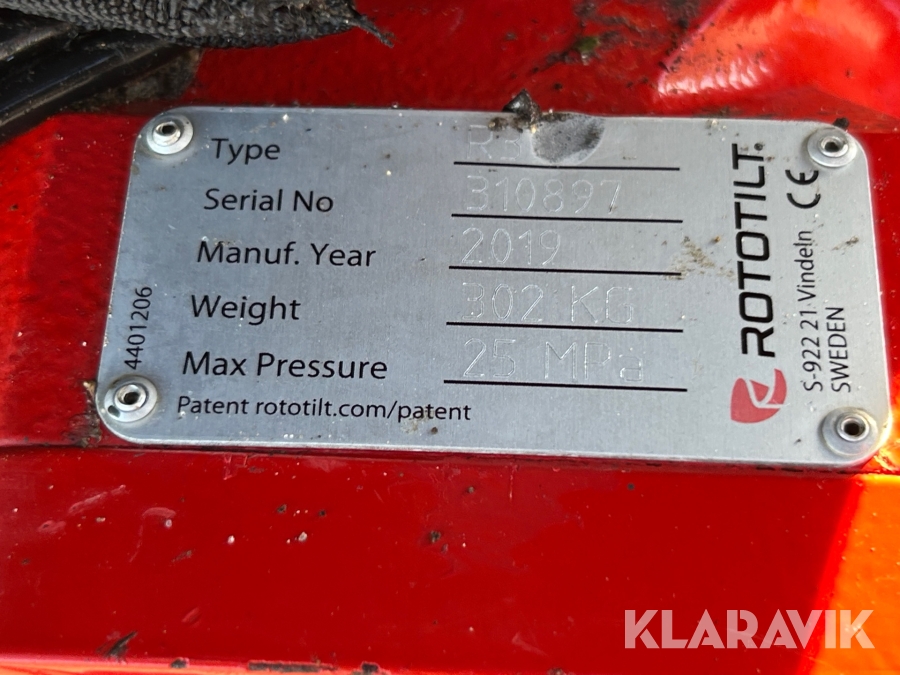 Type
Serial No 310897
Manuf. Year 2019
Weight 302 KG
Max Pressure 25 MPa
Patent rototilt.com/patent
4401206
ROTOTILT®
S-922 21 Vindeln CE
SWEDEN
KLARAVIK